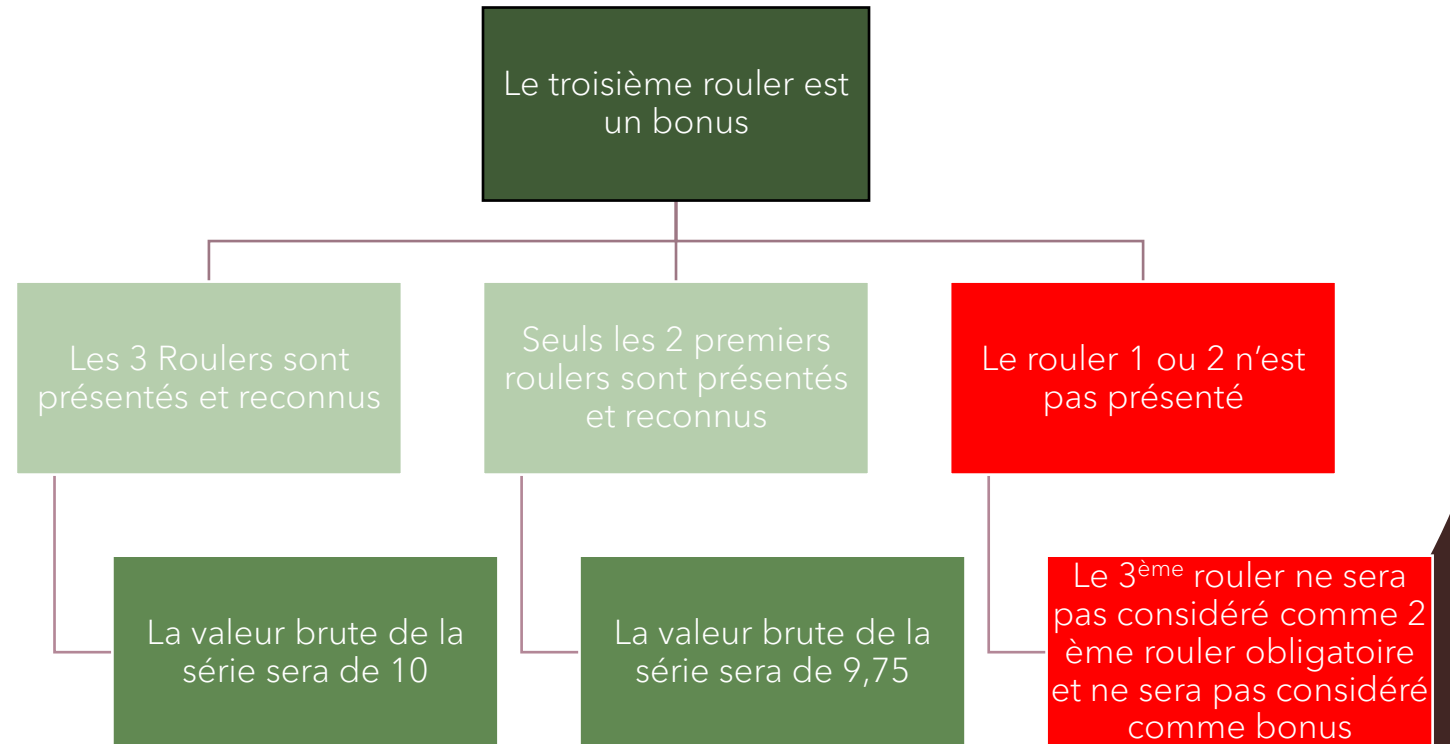 Le troisième rouler est
un bonus
Les 3 Roulers sont
présentés et reconnus
Seuls les 2 premiers
roulers sont présentés
et reconnus
Le rouler 1 ou 2 n’est
pas présenté
La valeur brute de la
série sera de 10
La valeur brute de la
série sera de 9,75
Le 3ème rouler ne sera
pas considéré comme 2
ème rouler obligatoire
et ne sera pas considéré
comme bonus